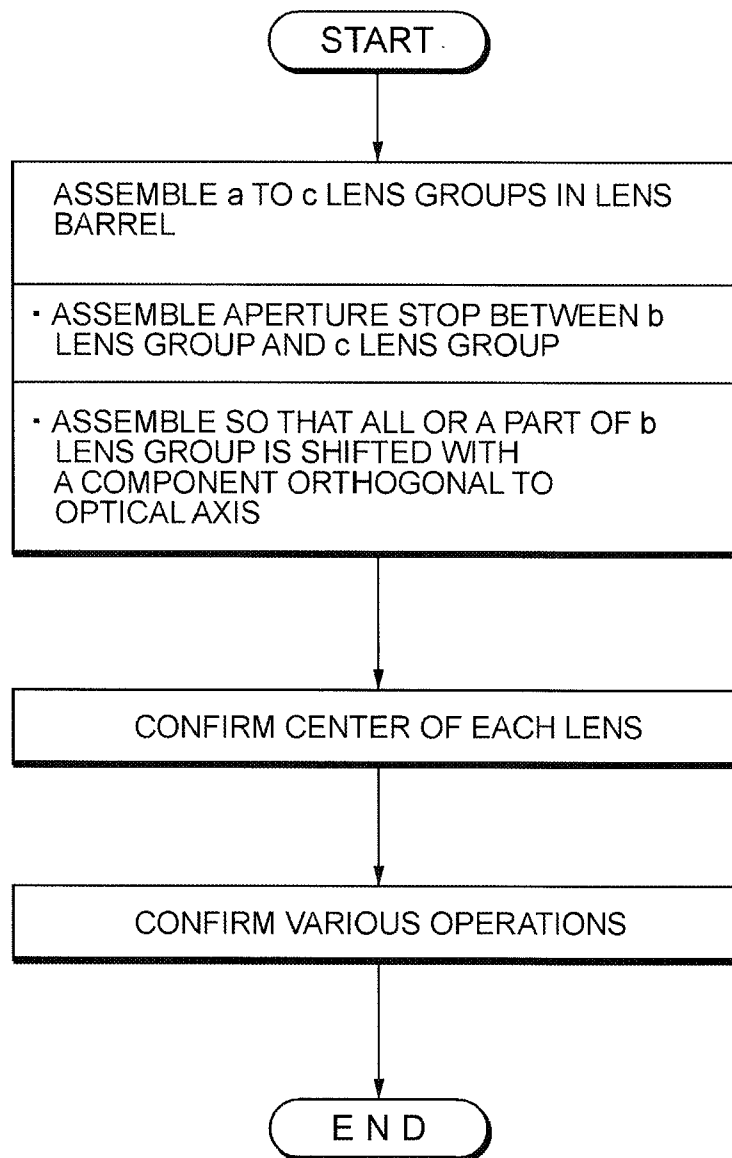 START
ASSEMBLE a TO c LENS GROUPS IN LENS
BARREL
· ASSEMBLE APERTURE STOP BETWEEN b
LENS GROUP AND c LENS GROUP
· ASSEMBLE SO THAT ALL OR A PART OF b
LENS GROUP IS SHIFTED WITH
A COMPONENT ORTHOGONAL TO
OPTICAL AXIS
CONFIRM CENTER OF EACH LENS
CONFIRM VARIOUS OPERATIONS
E N D